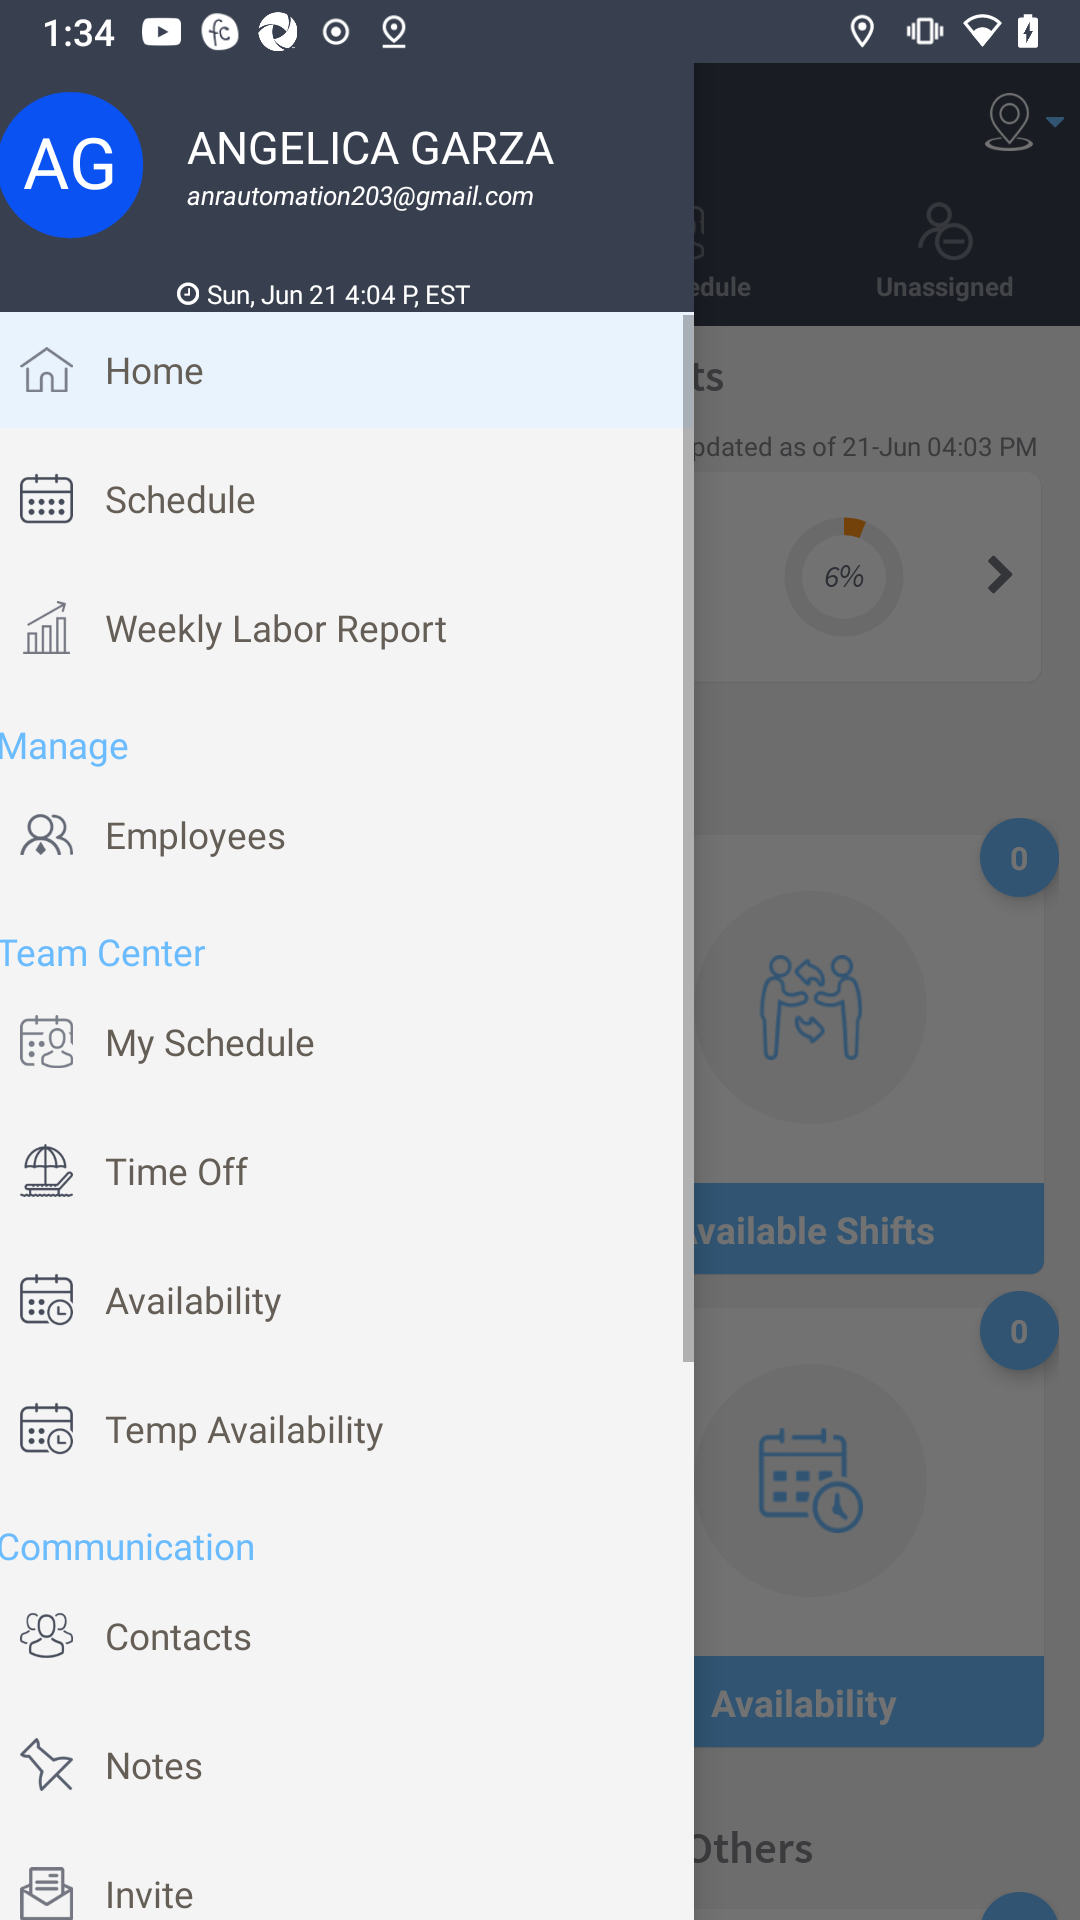 1:34
AG
ANGELICA GARZA
anrautomation203@gmail.com
Sun, Jun 21 4:04 P, EST
edule
Unassigned
Home
ts
pdated as of 21-Jun 04:03 PM
Schedule
6%
Weekly Labor Report
Manage
Employees
0
Team Center
My Schedule
Time Off
Available Shifts
Availability
0
Temp Availability
Communication
Contacts
Availability
Notes
Others
Invite